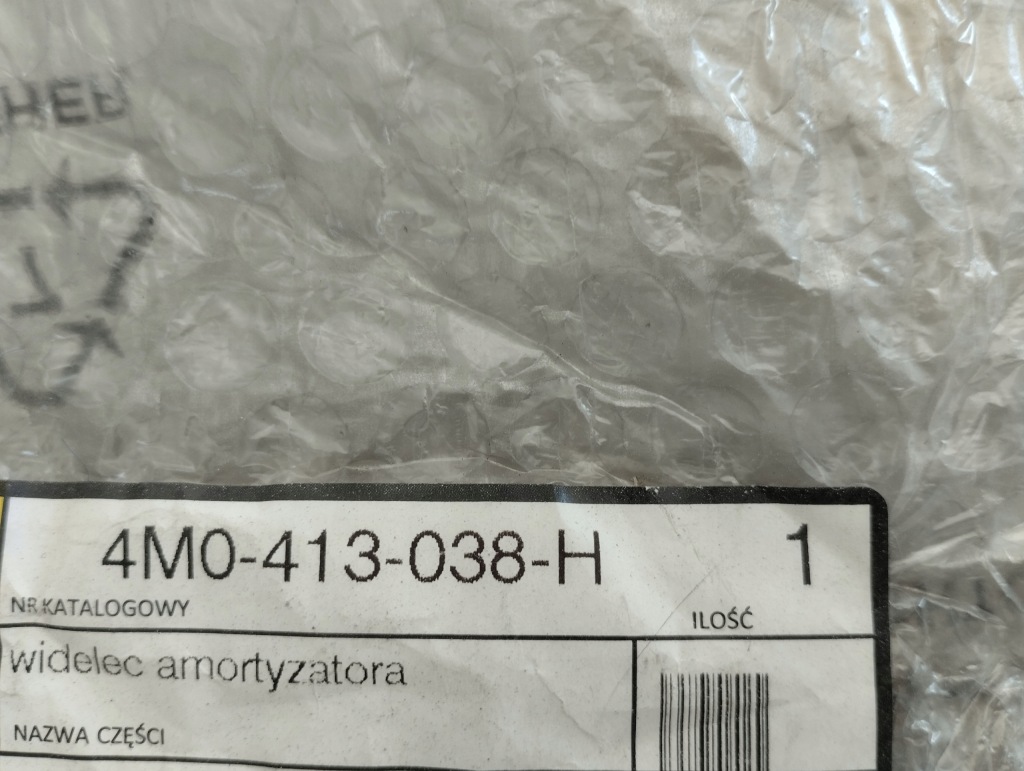 4M0-413-038-H 1
NR KATALOGOWY ILOŚĆ
widelec amortyzatora
NAZWA CZĘŚCI